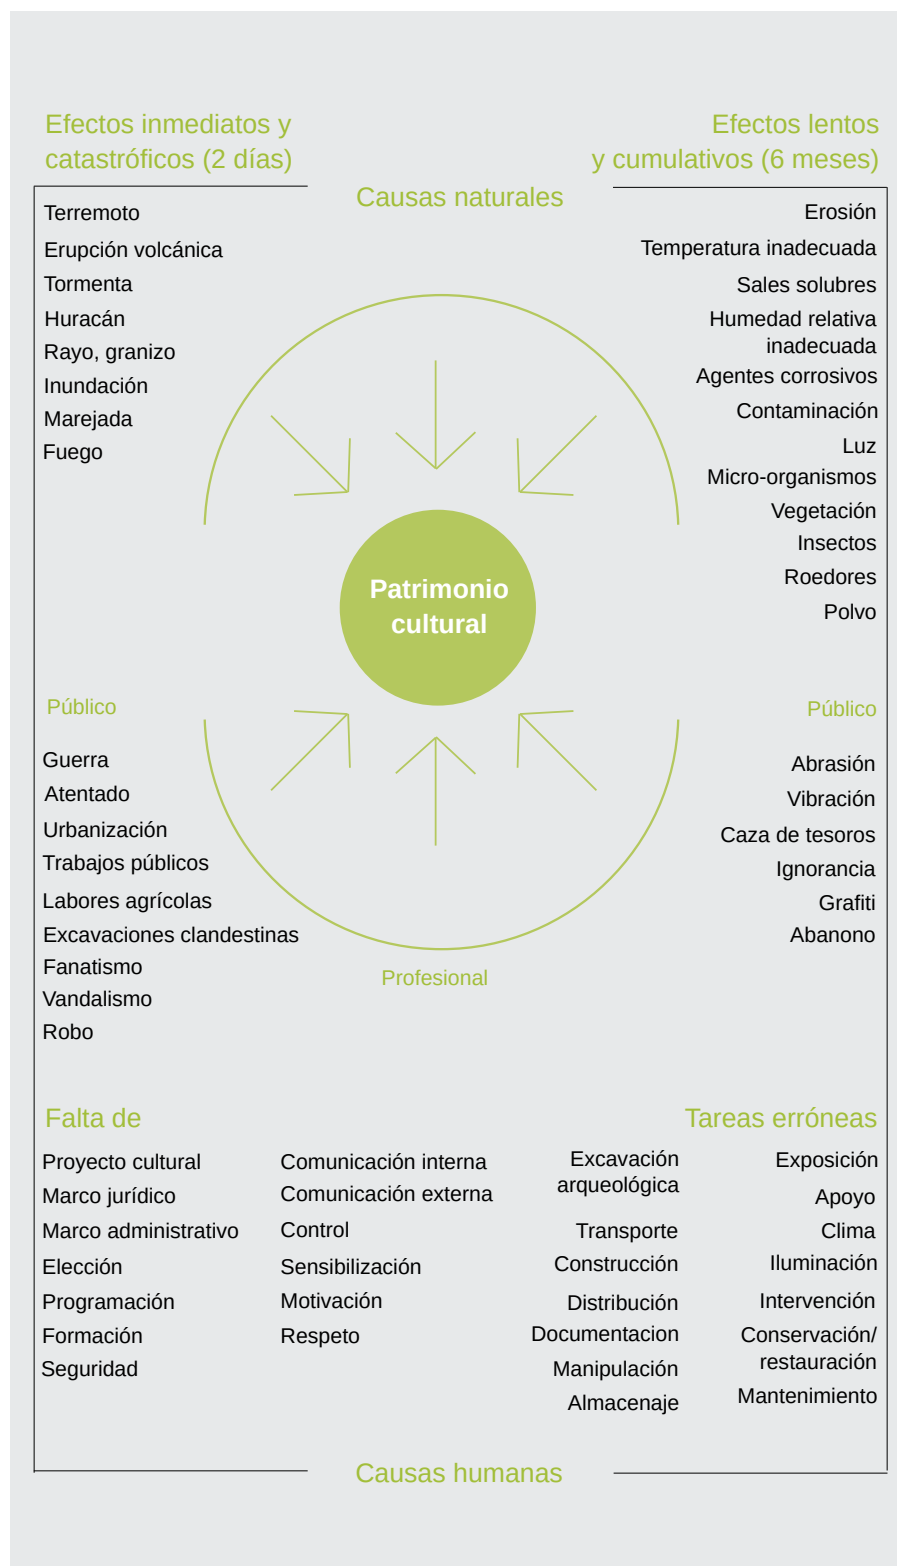 Efectos inmediatos y
catastróficos (2 días)
Efectos lentos
y cumulativos (6 meses)
Causas naturales
Terremoto
Erupción volcánica
Tormenta
Huracán
Rayo, granizo
Inundación
Marejada
Fuego
Erosión
Temperatura inadecuada
Sales solubres
Humedad relativa
inadecuada
Agentes corrosivos
Contaminación
Luz
Micro-organismos
Vegetación
Insectos
Roedores
Polvo
Patrimonio
cultural
Público
Guerra
Atentado
Urbanización
Trabajos públicos
Labores agrícolas
Excavaciones clandestinas
Fanatismo
Vandalismo
Robo
Público
Abrasión
Vibración
Caza de tesoros
Ignorancia
Grafiti
Abanono
Profesional
Falta de
Proyecto cultural
Marco jurídico
Marco administrativo
Elección
Programación
Formación
Seguridad
Comunicación interna
Comunicación externa
Control
Sensibilización
Motivación
Respeto
Tareas erróneas
Excavación
arqueológica
Transporte
Construcción
Distribución
Documentacion
Manipulación
Almacenaje
Exposición
Apoyo
Clima
Iluminación
Intervención
Conservación/
restauración
Mantenimiento
Causas humanas